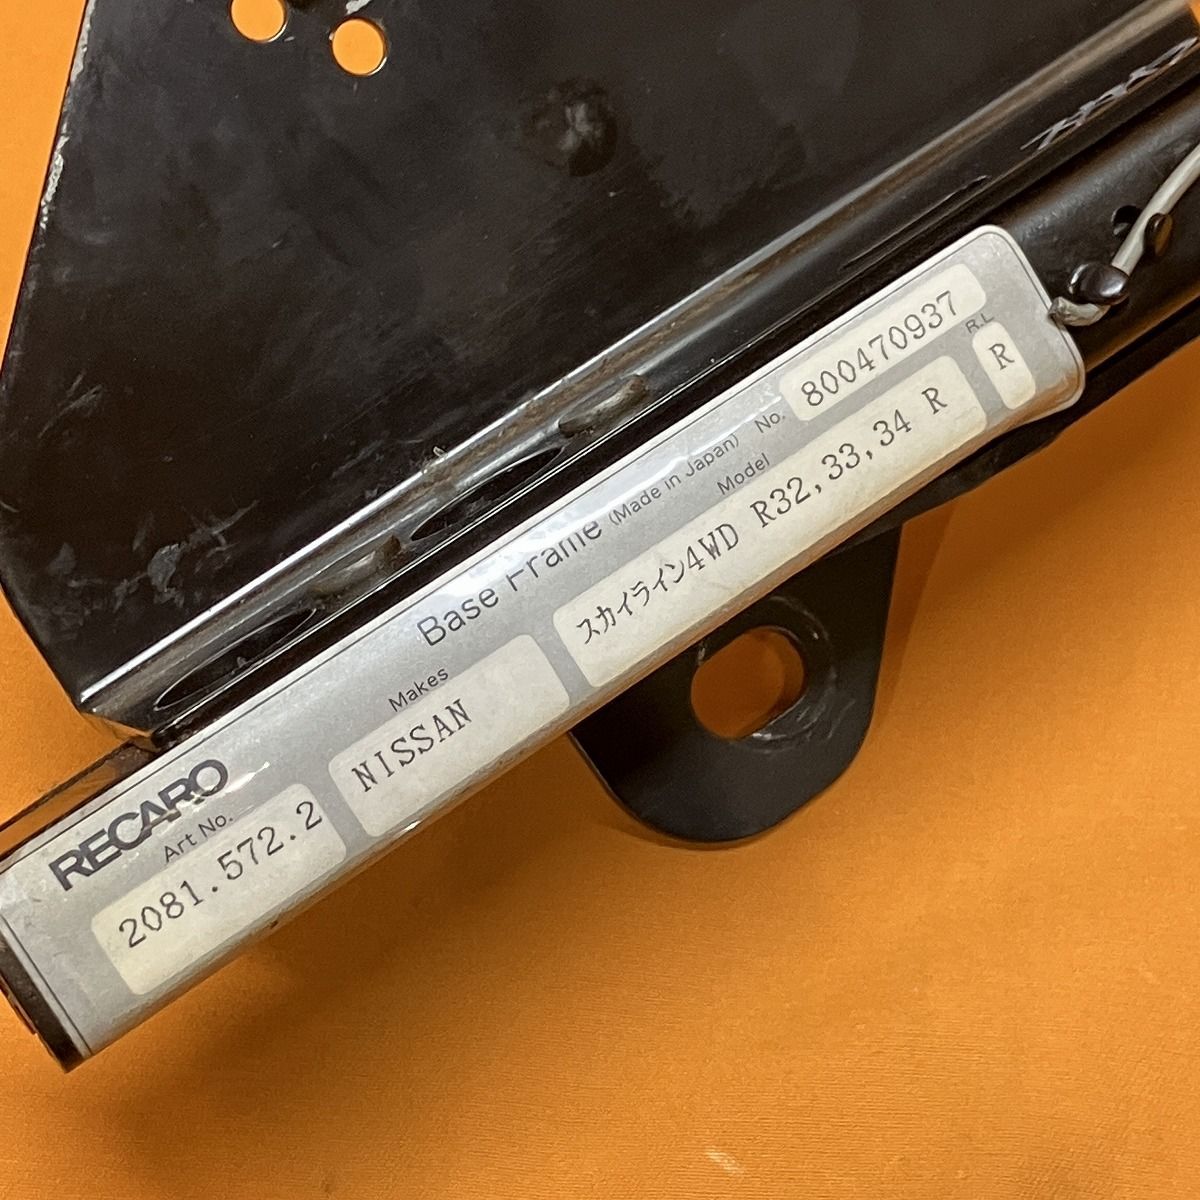 RECARO
Art No.
2081.572.2
Base Frame (Made in Japan) No. 800470937
Makes
NISSAN
Model
スカイライン4WD R32,33,34 R
R.L
R